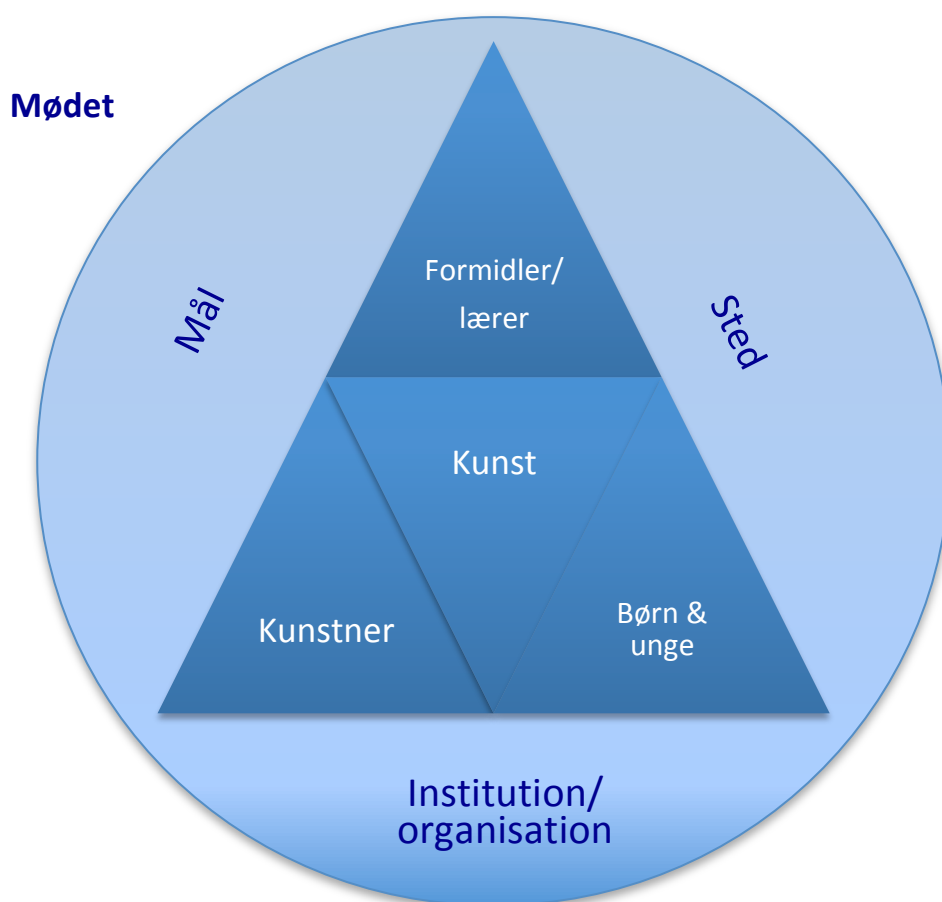 Mødet
Formidler/
lærer
Mål
Sted
Kunst
Kunstner
Børn &
unge
Institution/
organisation